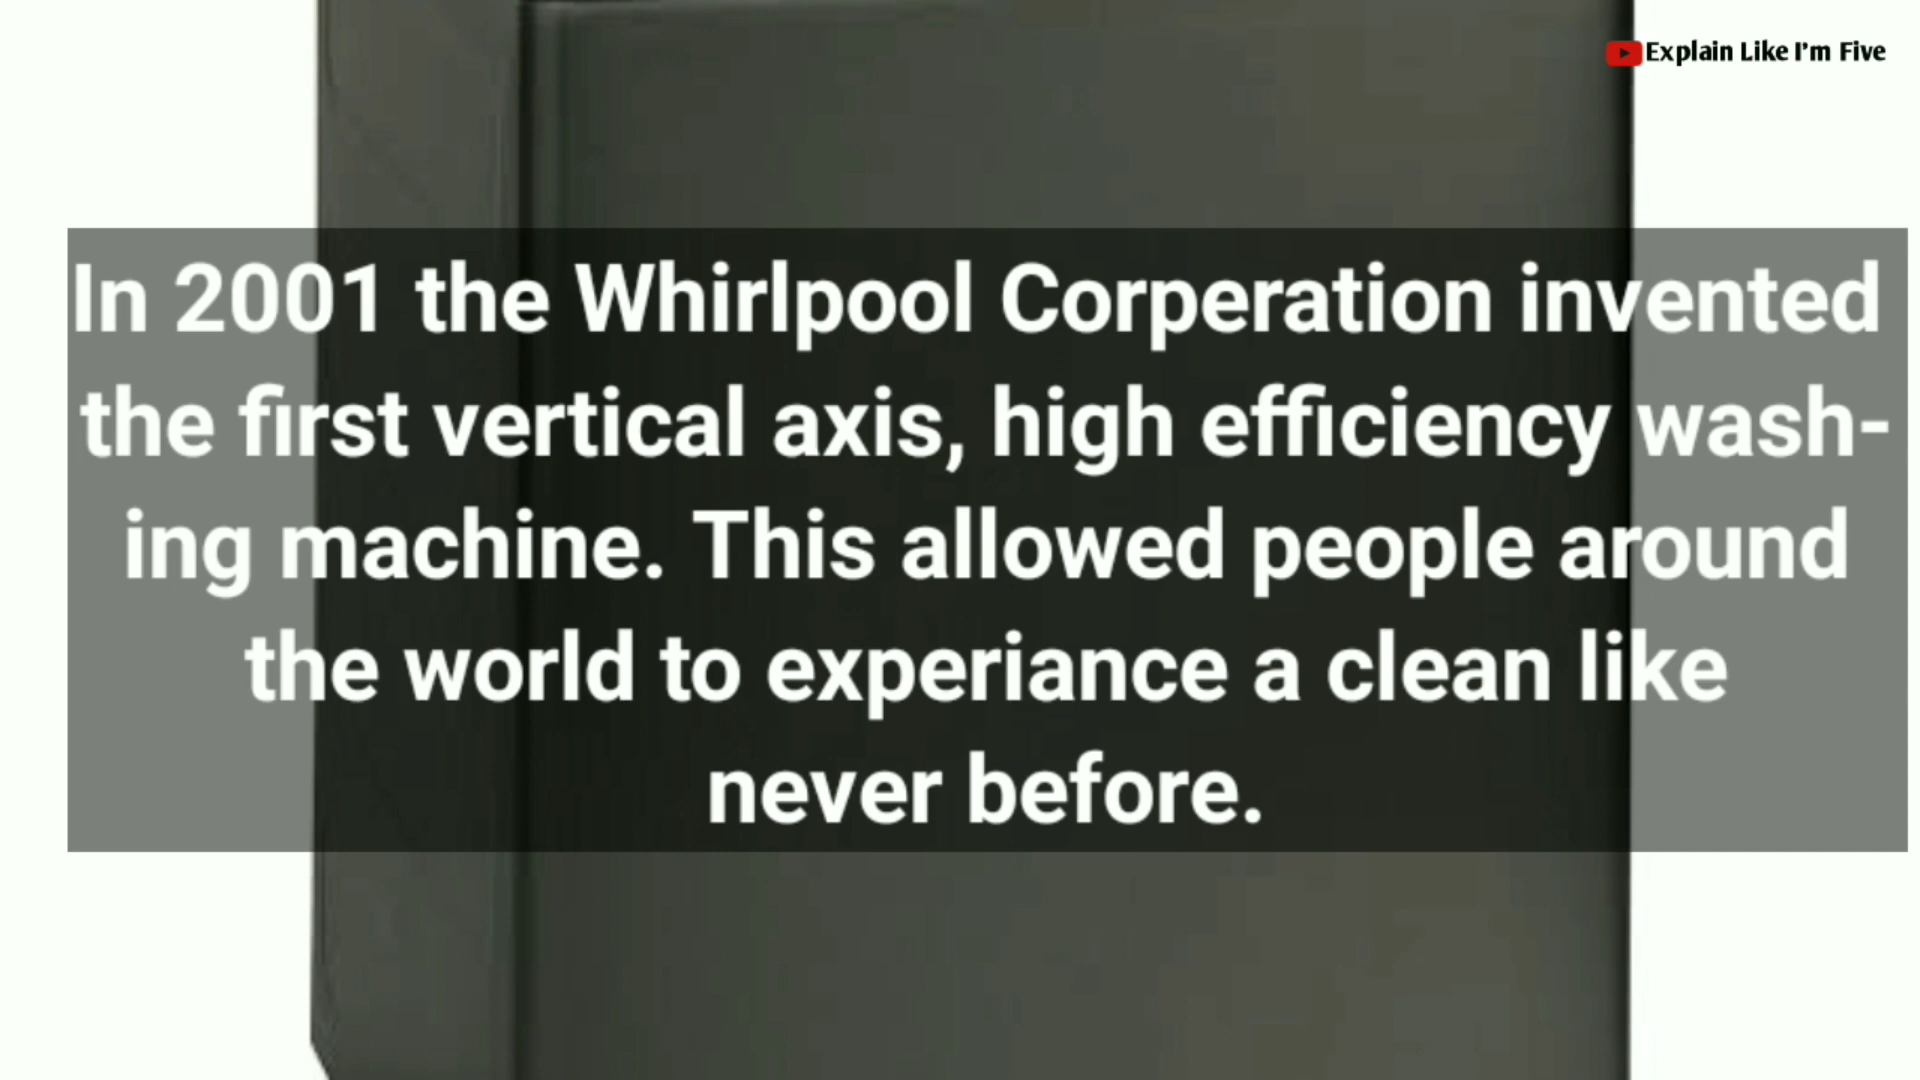 Explain Like I'm Five
In 2001 the Whirlpool Corperation invented
the first vertical axis, high efficiency wash-
ing machine. This allowed people around
the world to experiance a clean like
never before.